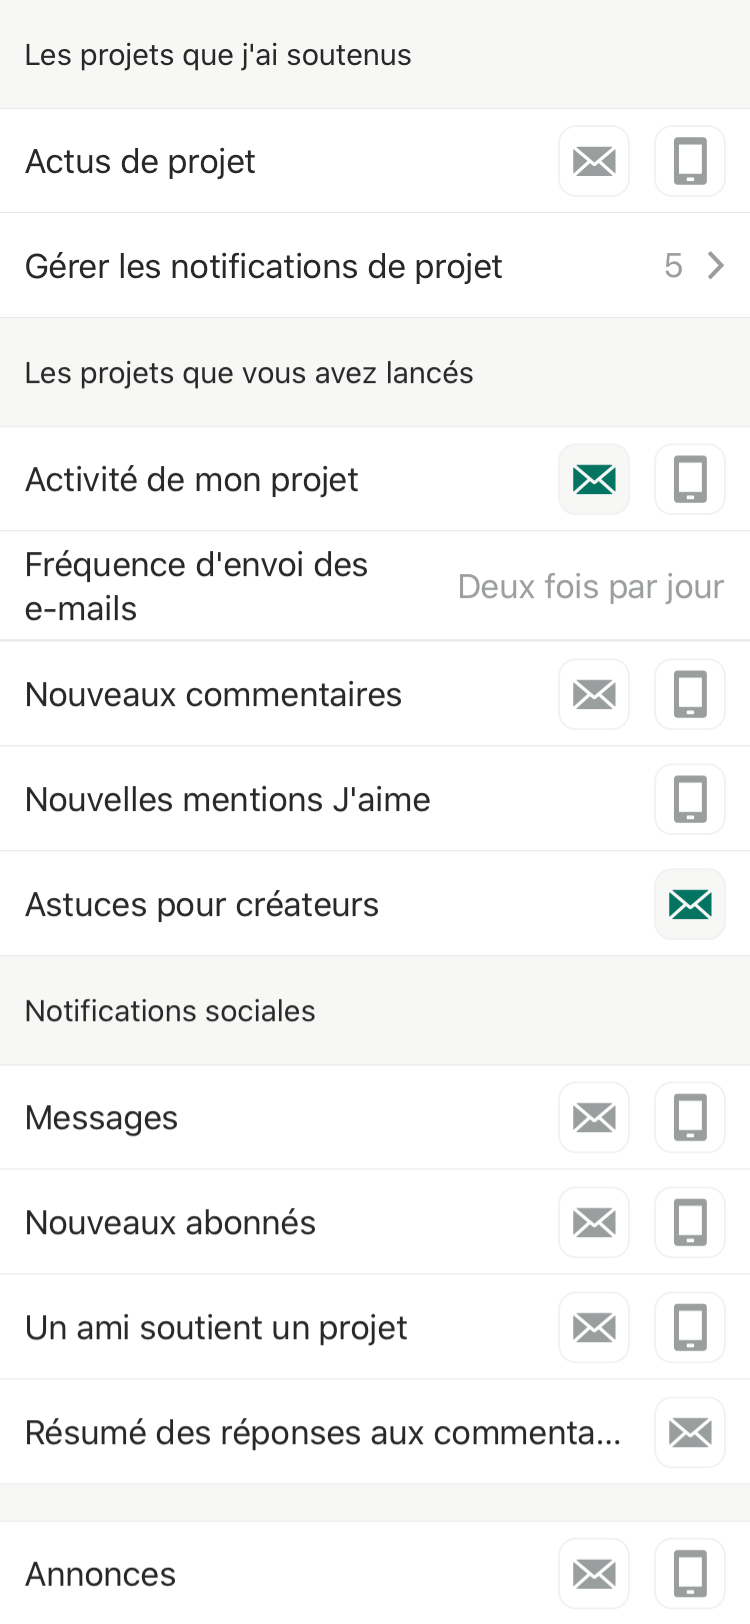 Les projets que j'ai soutenus
Actus de projet
Gérer les notifications de projet 5
Les projets que vous avez lancés
Activité de mon projet
Fréquence d'envoi des
e-mails
Deux fois par jour
Nouveaux commentaires
Nouvelles mentions J'aime
Astuces pour créateurs
Notifications sociales
Messages
Nouveaux abonnés
Un ami soutient un projet
Résumé des réponses aux commenta...
Annonces